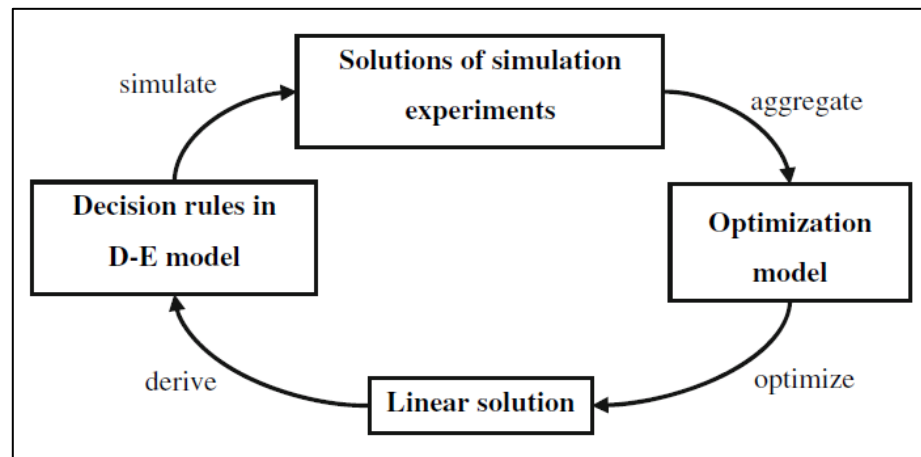 simulate
Solutions of simulation
experiments
aggregate
Decision rules in
D-E model
Optimization
model
derive
Linear solution
optimize